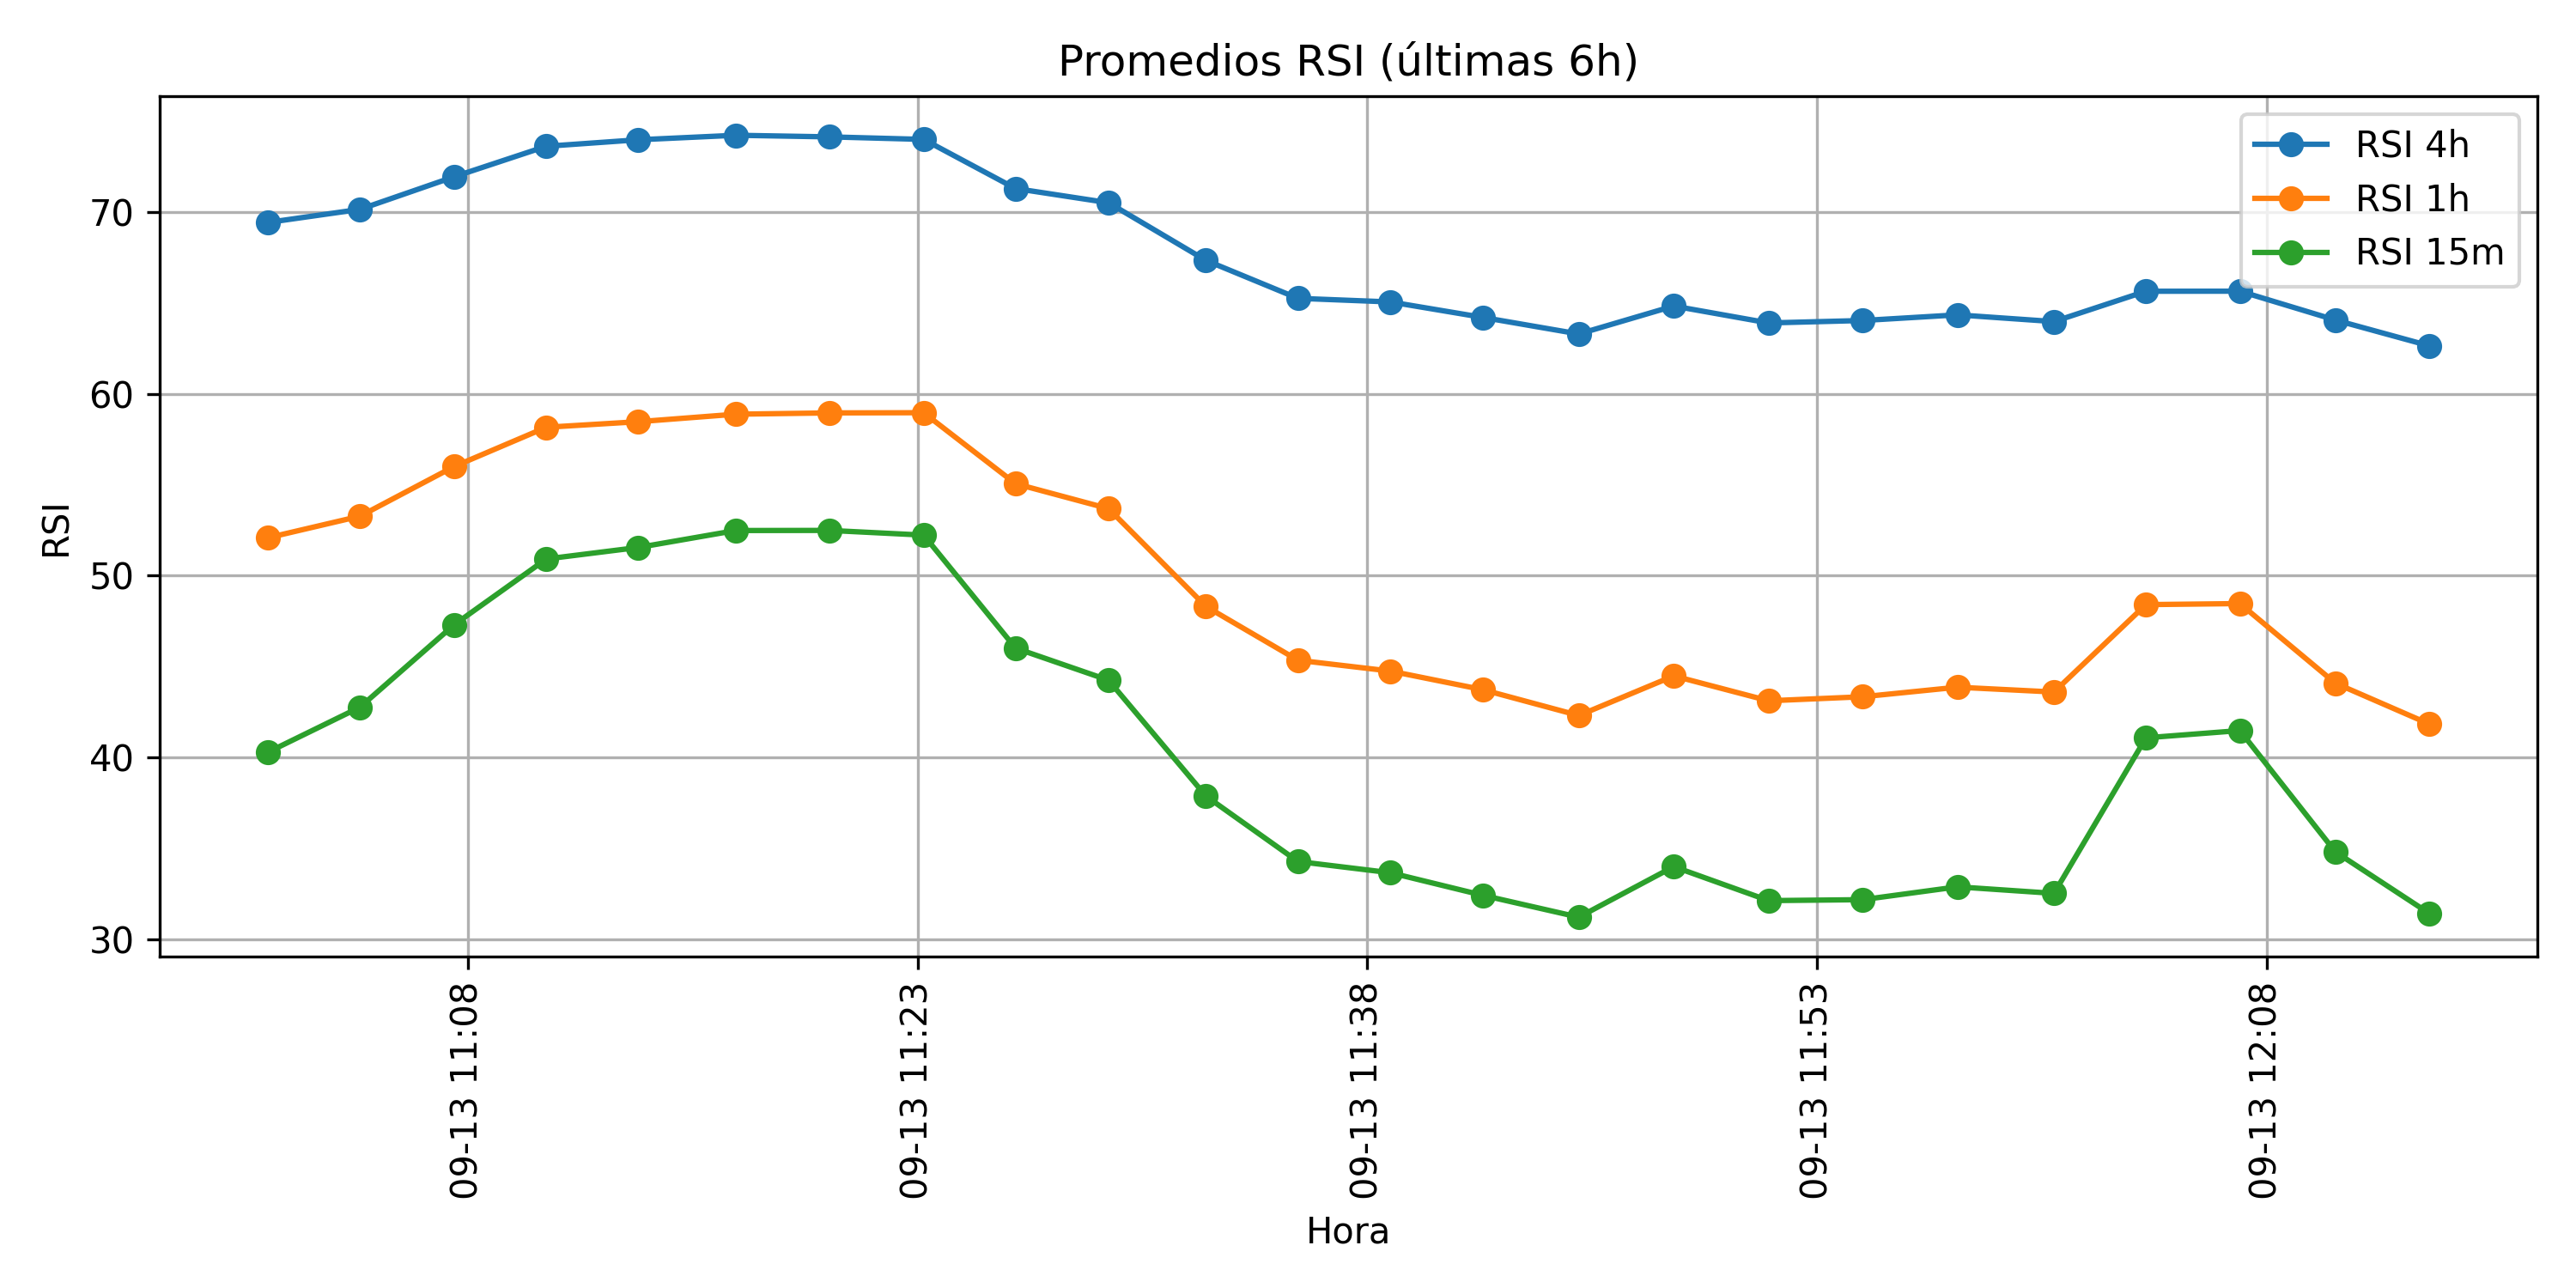 Promedios RSI (últimas 6h)
RSI 4h
RSI 1h
RSI 15m
RSI
70
60
50
40
30
09-13 11:08
09-13 11:23
09-13 11:38
09-13 11:53
09-13 12:08
Hora